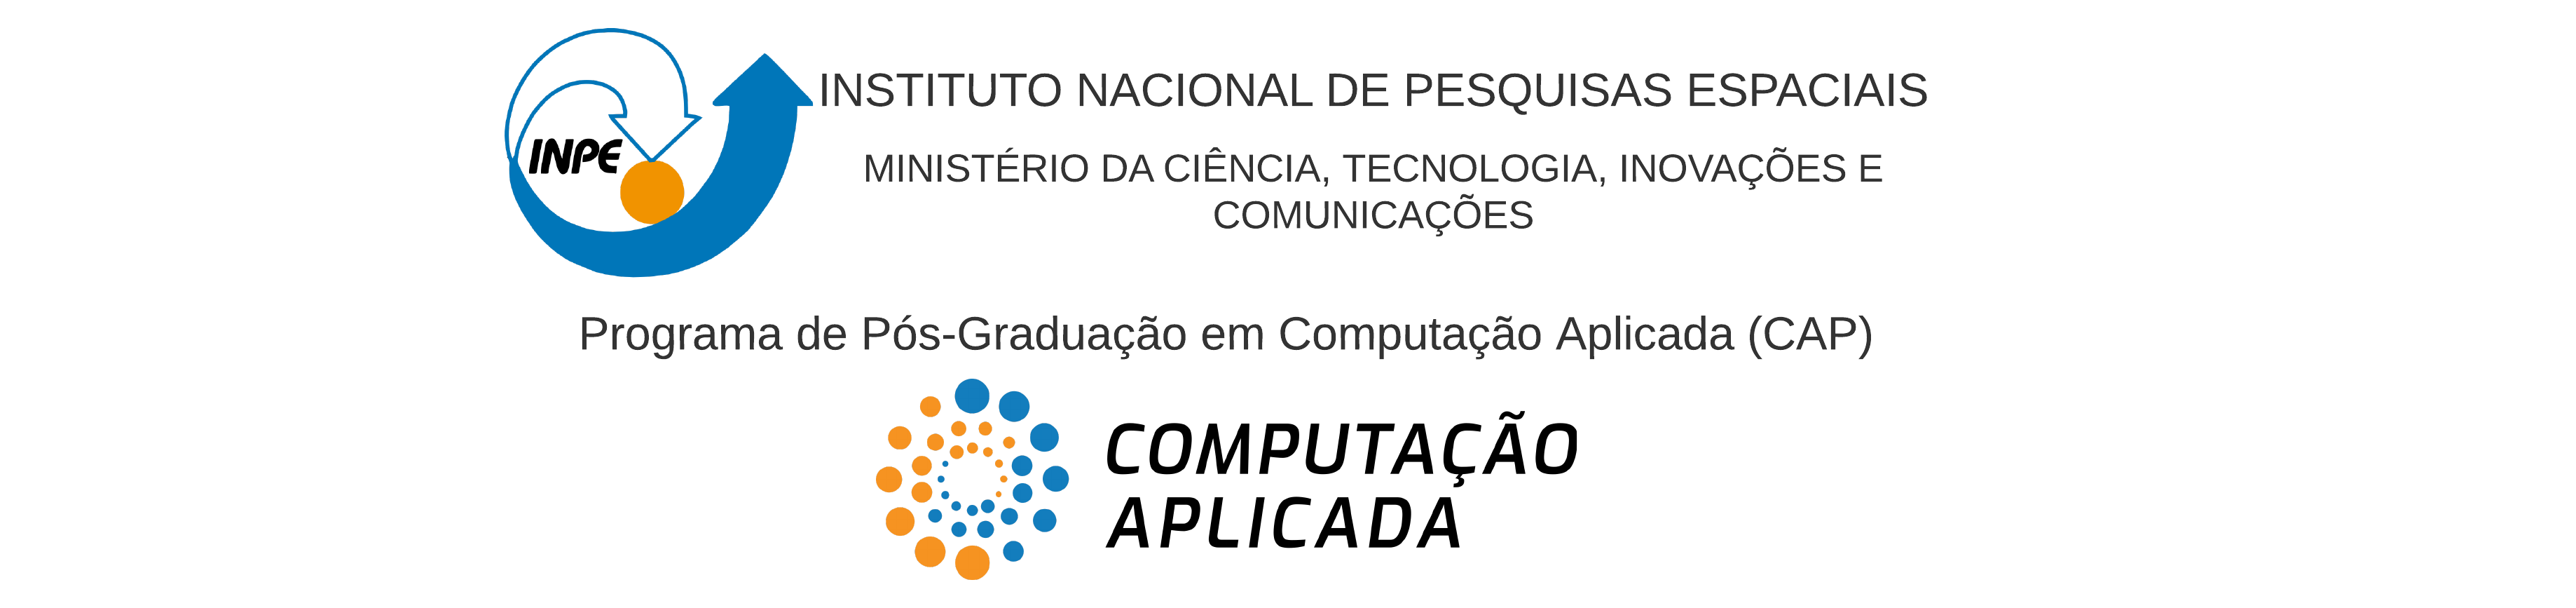 INPE
INSTITUTO NACIONAL DE PESQUISAS ESPACIAIS
MINISTÉRIO DA CIÊNCIA, TECNOLOGIA, INOVAÇÕES E
COMUNICAÇÕES
Programa de Pós-Graduação em Computação Aplicada (CAP)
COMPUTAÇÃO
APLICADA